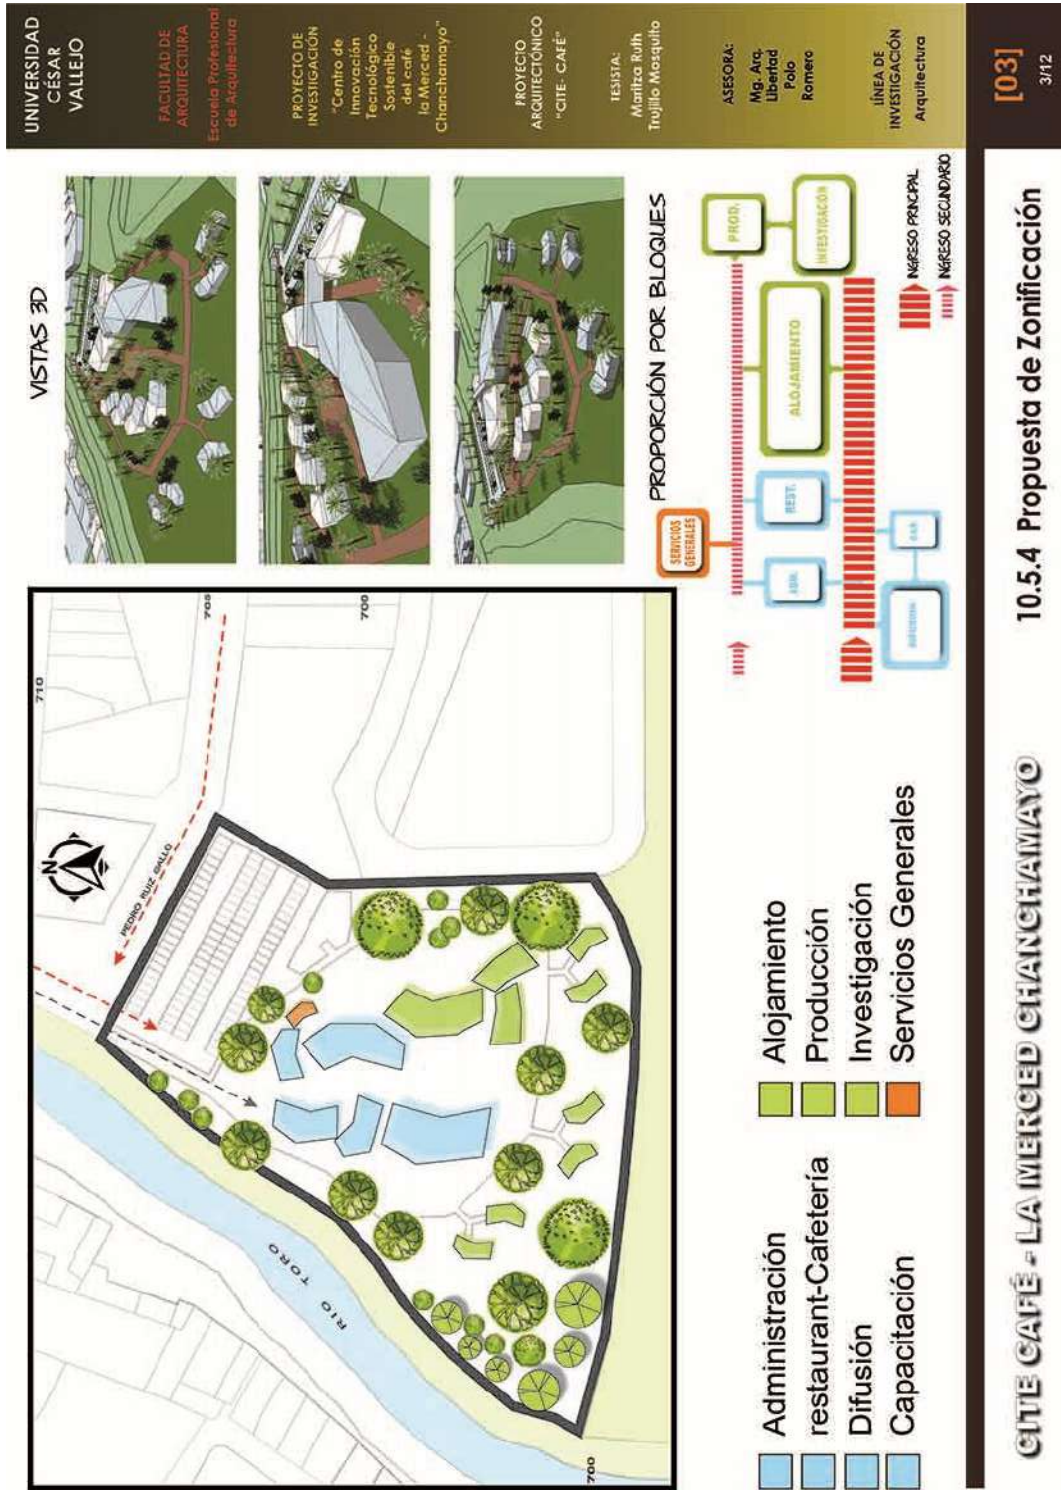 UNIVERSIDAD
CÉSAR
VALLEJO
FACULTAD DE
ARQUITECTURA
Escuela Profesional
de Arquitectura
PROYECTO DE
INVESTIGACIÓN
"Centro de
Innovación
Tecnológico
Sostenible
del café
la Merced -
Chanchamayo"
PROYECTO
ARQUITECTÓNICO
"CITE- CAFÉ"
TESISTA:
Maritza Ruth
Trujillo Mosquito
ASESORA:
Mg. Arq.
Libertad
Polo
Romero
LÍNEA DE
INVESTIGACIÓN
Arquitectura
[03]
3/12
VISTAS 3D
PROPORCIÓN POR BLOQUES
SERVICIOS
GENERALES
PROD.
INVESTIGACIÓN
ALOJAMIENTO
REST.
ADM.
INGRESO PRINCIPAL
INGRESO SECUNDARIO
710
705
700
N
PEDRO RUIZ GALLO
RIO TORO
700
Administración
restaurant-Cafetería
Difusión
Capacitación
Alojamiento
Producción
Investigación
Servicios Generales
CITE CAFÉ - LA MERCED CHANCHAMAYO
10.5.4 Propuesta de Zonificación